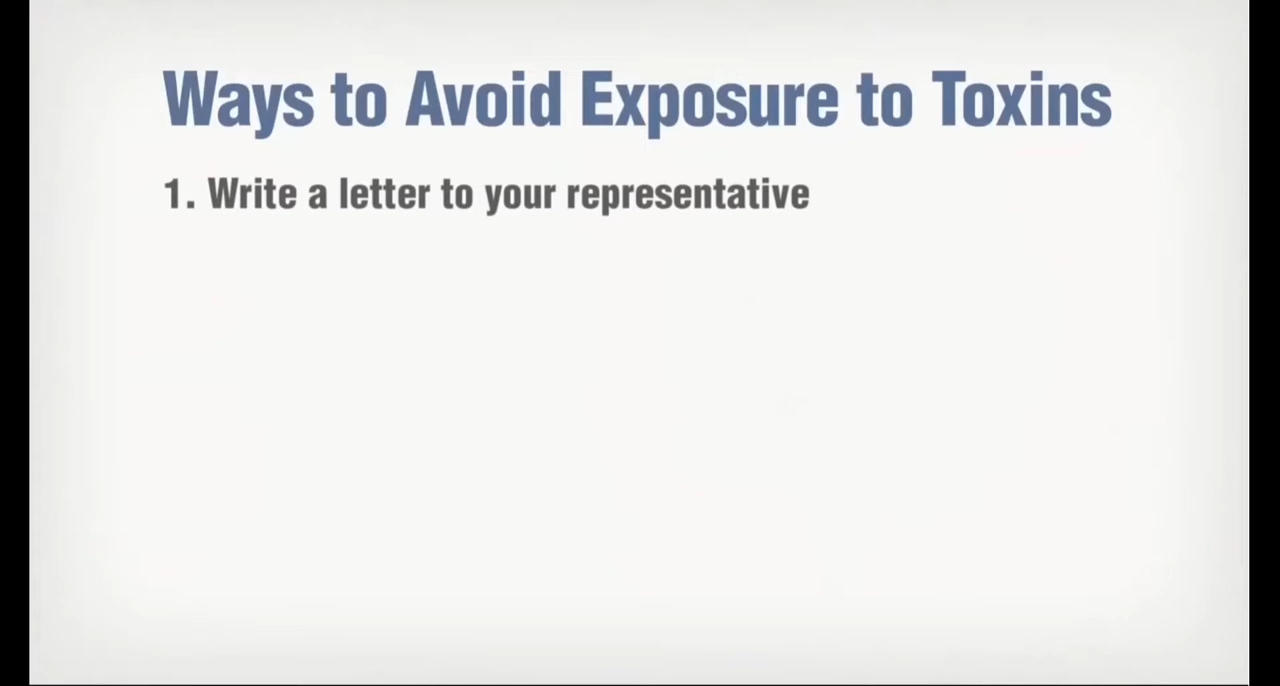 Ways to Avoid Exposure to Toxins
1. Write a letter to your representative